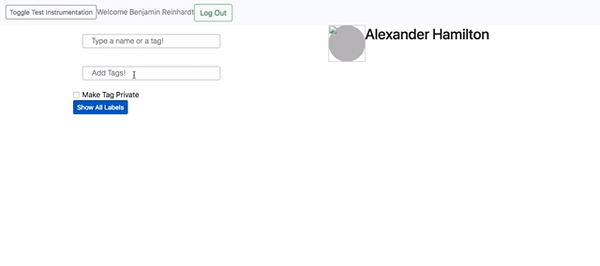 Toggle Test Instrumentation Welcome Benjamin Reinhardt Log Out
Type a name or a tag!
Alexander Hamilton
Add Tags!
Make Tag Private
Show All Labels